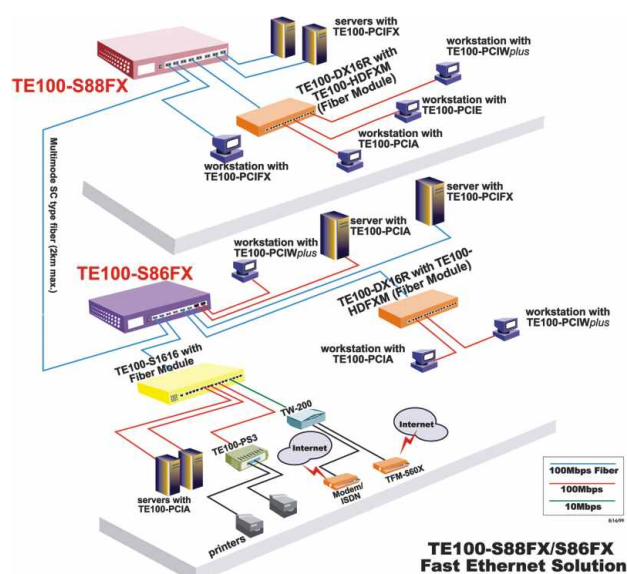 servers with
TE100-PCIFX
TE100-S88FX
TE100-DX16R with
TE100-HDFXM
(Fiber Module)
workstation with
TE100-PCIWplus
workstation with
TE100-PCIE
workstation with
TE100-PCIA
workstation with
TE100-PCIFX
Multimode SC type fiber (2km max.)
server with
TE100-PCIFX
server with
TE100-PCIA
workstation with
TE100-PCIWplus
TE100-S86FX
TE100-DX16R with TE100-
HDFXM (Fiber Module)
workstation with
TE100-PCIWplus
workstation with
TE100-PCIA
TE100-S1616 with
Fiber Module
TW-200
Internet
TE100-PS3
Internet
TFM-560X
Modem/
ISDN
servers with
TE100-PCIA
printers
100Mbps Fiber
100Mbps
10Mbps
8/16/99
TE100-S88FX/S86FX
Fast Ethernet Solution